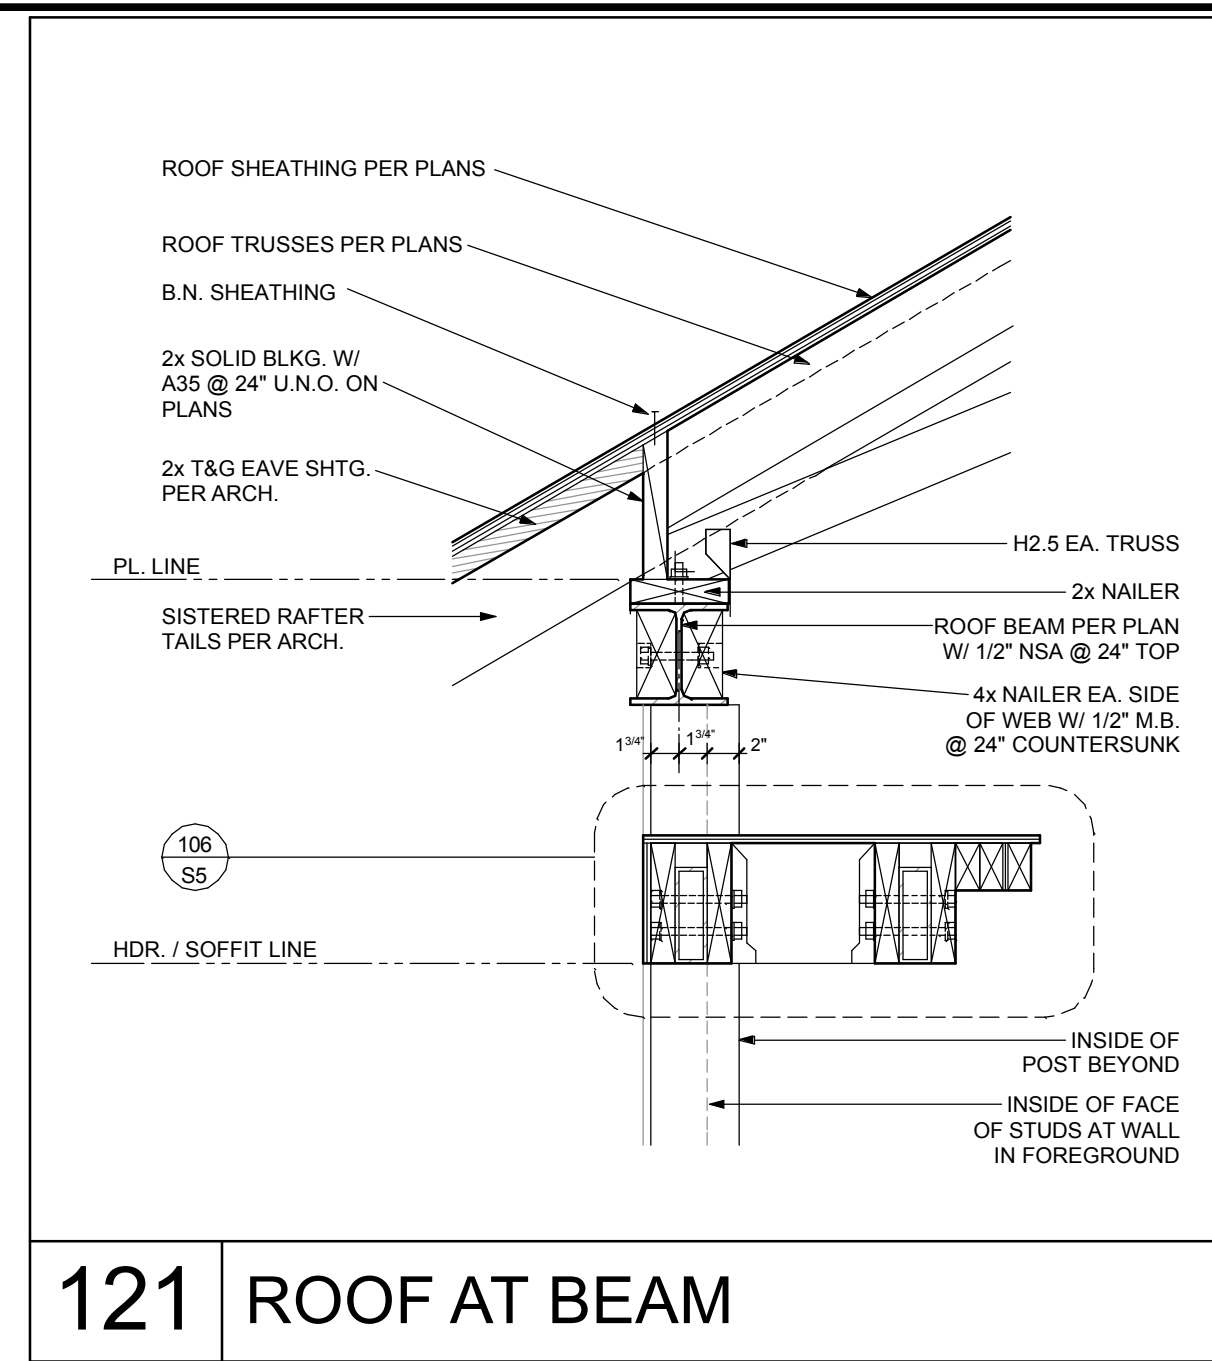 ROOF SHEATHING PER PLANS
ROOF TRUSSES PER PLANS
B.N. SHEATHING
2x SOLID BLKG. W/
A35 @ 24" U.N.O. ON
PLANS
2x T&G EAVE SHTG.
PER ARCH.
PL. LINE
SISTERED RAFTER
TAILS PER ARCH.
H2.5 EA. TRUSS
2x NAILER
ROOF BEAM PER PLAN
W/ 1/2" NSA @ 24" TOP
4x NAILER EA. SIDE
OF WEB W/ 1/2" M.B.
@ 24" COUNTERSUNK
1 3/4" 1 3/4" 2"
106
S5
HDR. / SOFFIT LINE
INSIDE OF
POST BEYOND
INSIDE OF FACE
OF STUDS AT WALL
IN FOREGROUND
121 ROOF AT BEAM